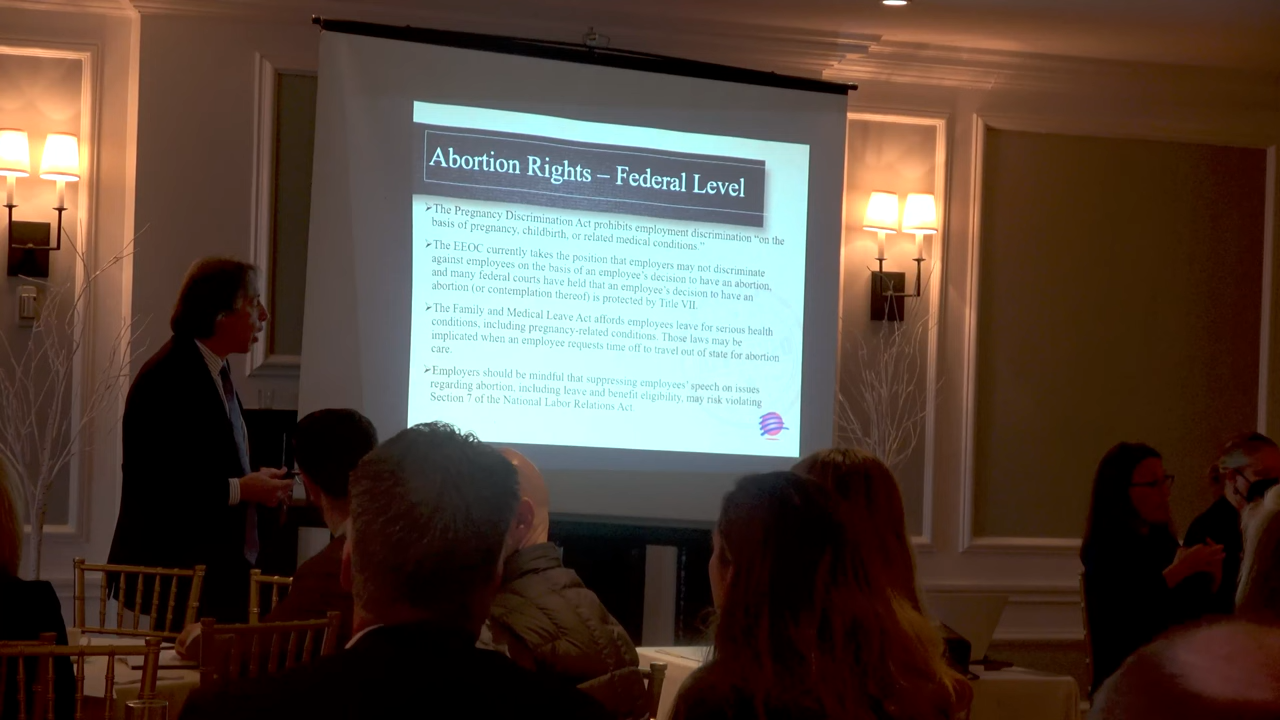 Abortion Rights – Federal Level
➢The Pregnancy Discrimination Act prohibits employment discrimination “on the
basis of pregnancy, childbirth, or related medical conditions.”
➢The EEOC currently takes the position that employers may not discriminate
against employees on the basis of an employee’s decision to have an abortion,
and many federal courts have held that an employee’s decision to have an
abortion (or contemplation thereof) is protected by Title VII.
➢The Family and Medical Leave Act affords employees leave for serious health
conditions, including pregnancy-related conditions. Those laws may be
implicated when an employee requests time off to travel out of state for abortion
care.
➢Employers should be mindful that suppressing employees’ speech on issues
regarding abortion, including leave and benefit eligibility, may risk violating
Section 7 of the National Labor Relations Act